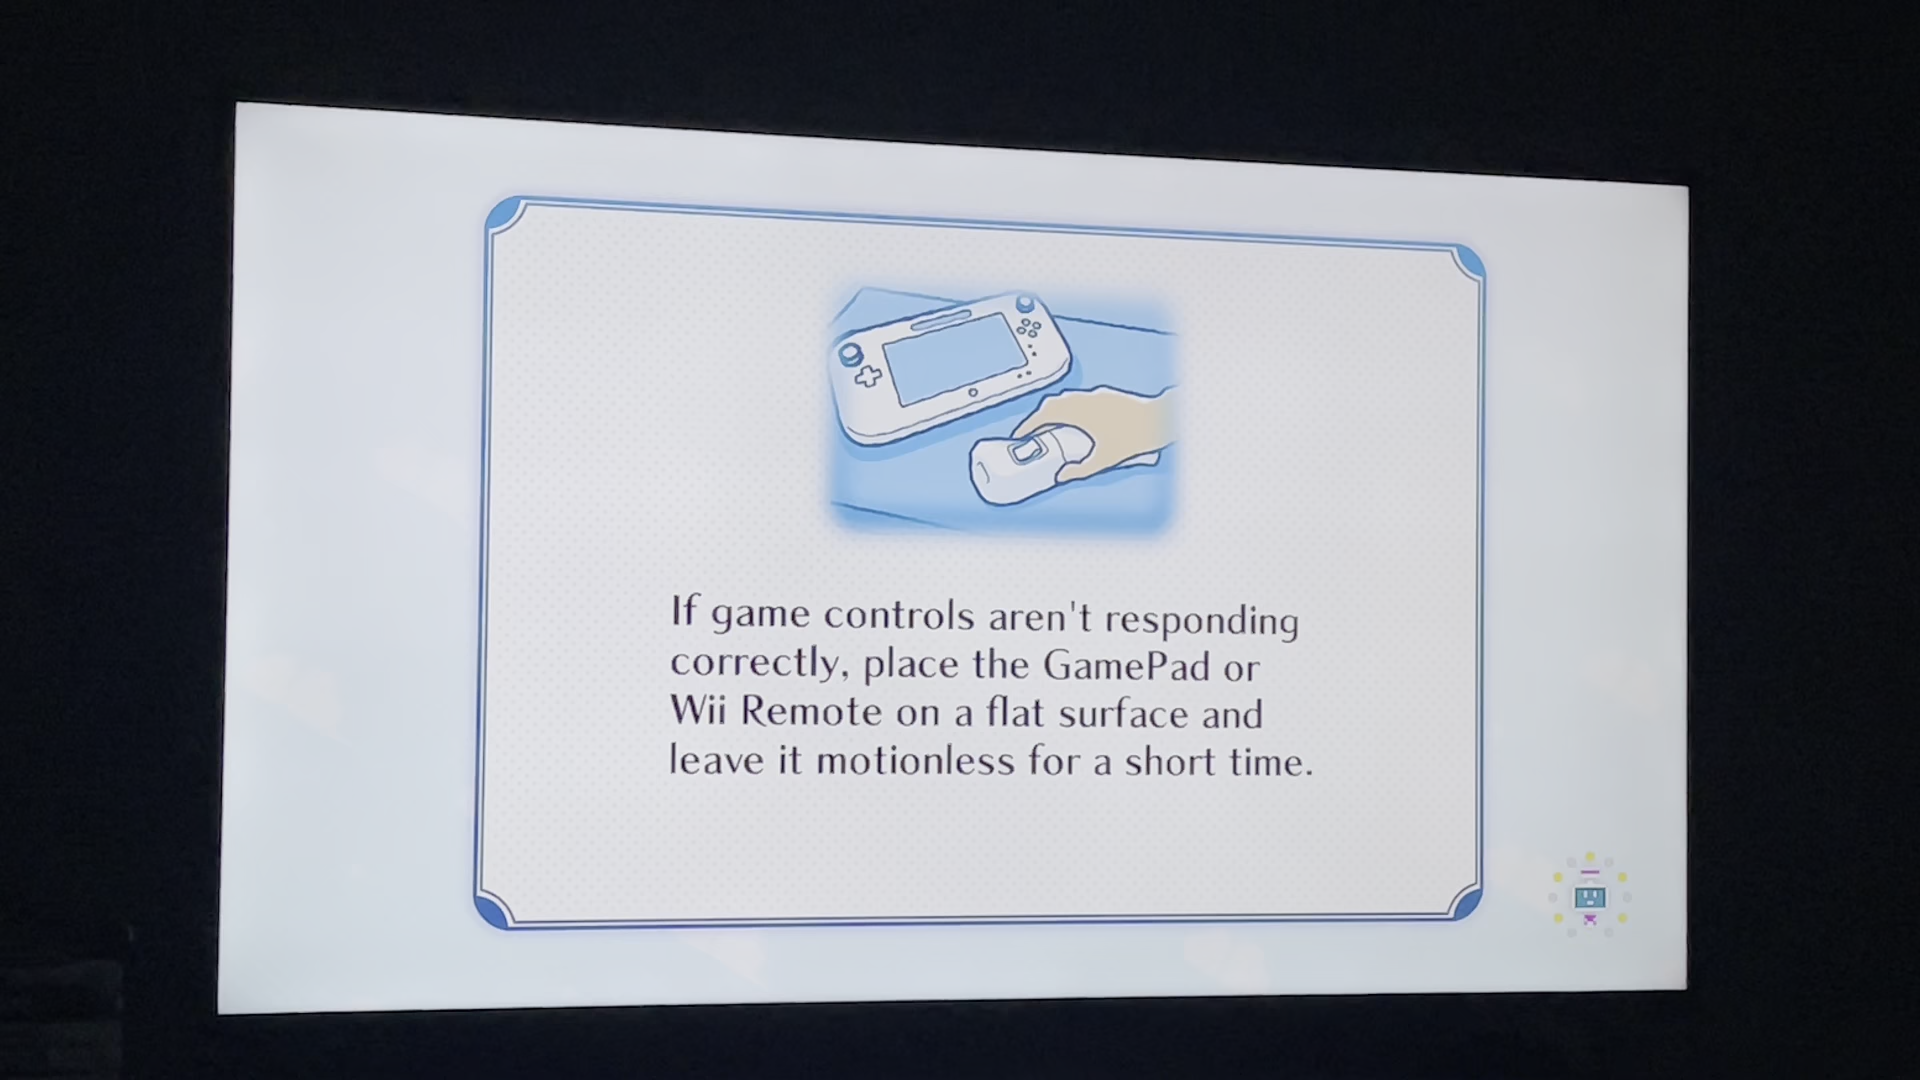 If game controls aren't responding
correctly, place the GamePad or
Wii Remote on a flat surface and
leave it motionless for a short time.